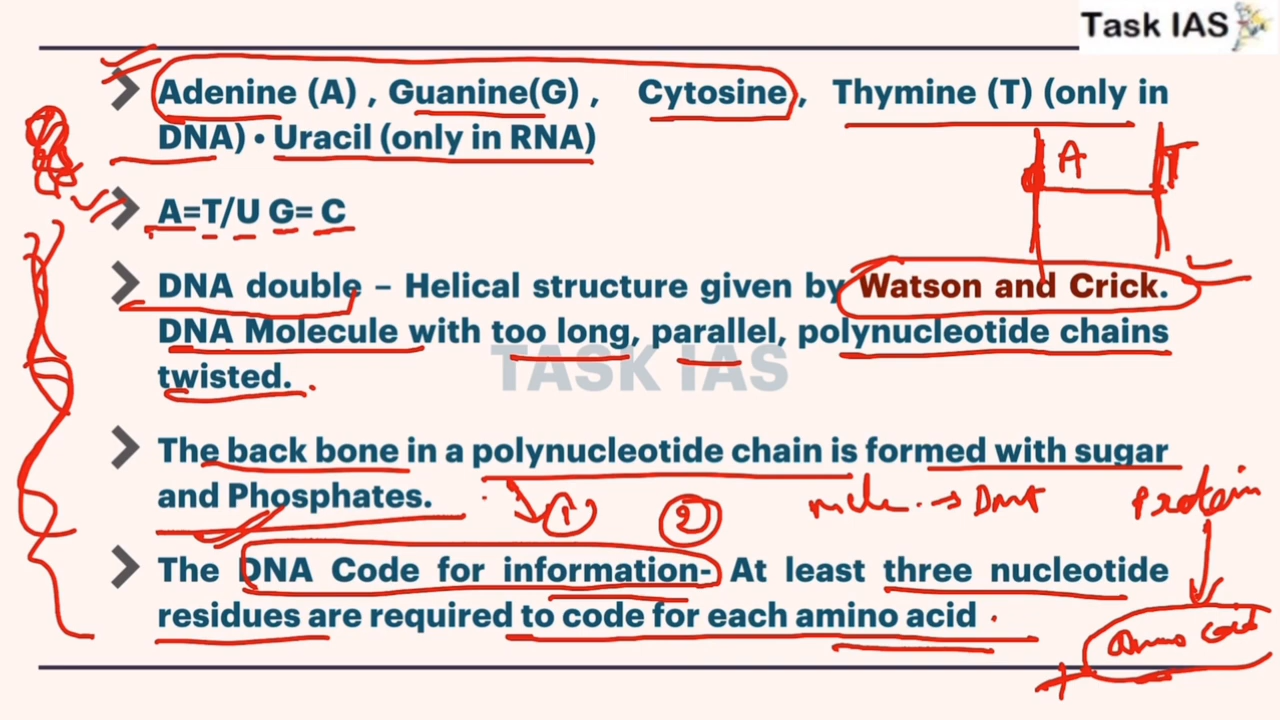 Task IAS
Adenine (A) , Guanine(G) , Cytosine, Thymine (T) (only in
DNA) • Uracil (only in RNA)
A T
A=T/U G= C
DNA double – Helical structure given by Watson and Crick.
DNA Molecule with too long, parallel, polynucleotide chains
twisted.
TASK IAS
The back bone in a polynucleotide chain is formed with sugar
and Phosphates.
1 2 → DNA Protein
The DNA Code for information- At least three nucleotide
residues are required to code for each amino acid
Amino acid